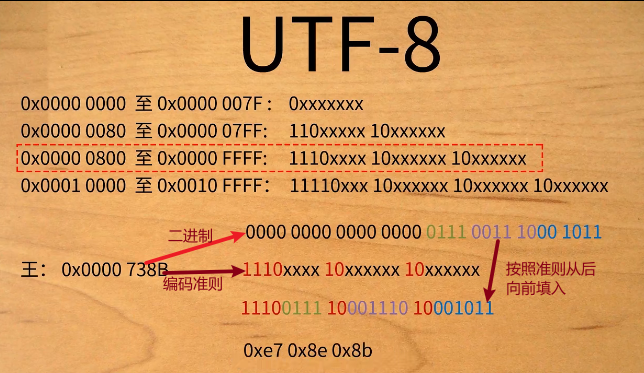 UTF-8
0x0000 0000 至 0x0000 007F： 0xxxxxxx
0x0000 0080 至 0x0000 07FF: 110xxxxx 10xxxxxx
0x0000 0800 至 0x0000 FFFF: 1110xxxx 10xxxxxx 10xxxxxx
0x0001 0000 至 0x0010 FFFF: 11110xxx 10xxxxxx 10xxxxxx 10xxxxxx
二进制
0000 0000 0000 0000 0111 0011 1000 1011
王： 0x0000 738B
1110xxxx 10xxxxxx 10xxxxxx
编码准则
按照准则从后
向前填入
11100111 10001110 10001011
0xe7 0x8e 0x8b